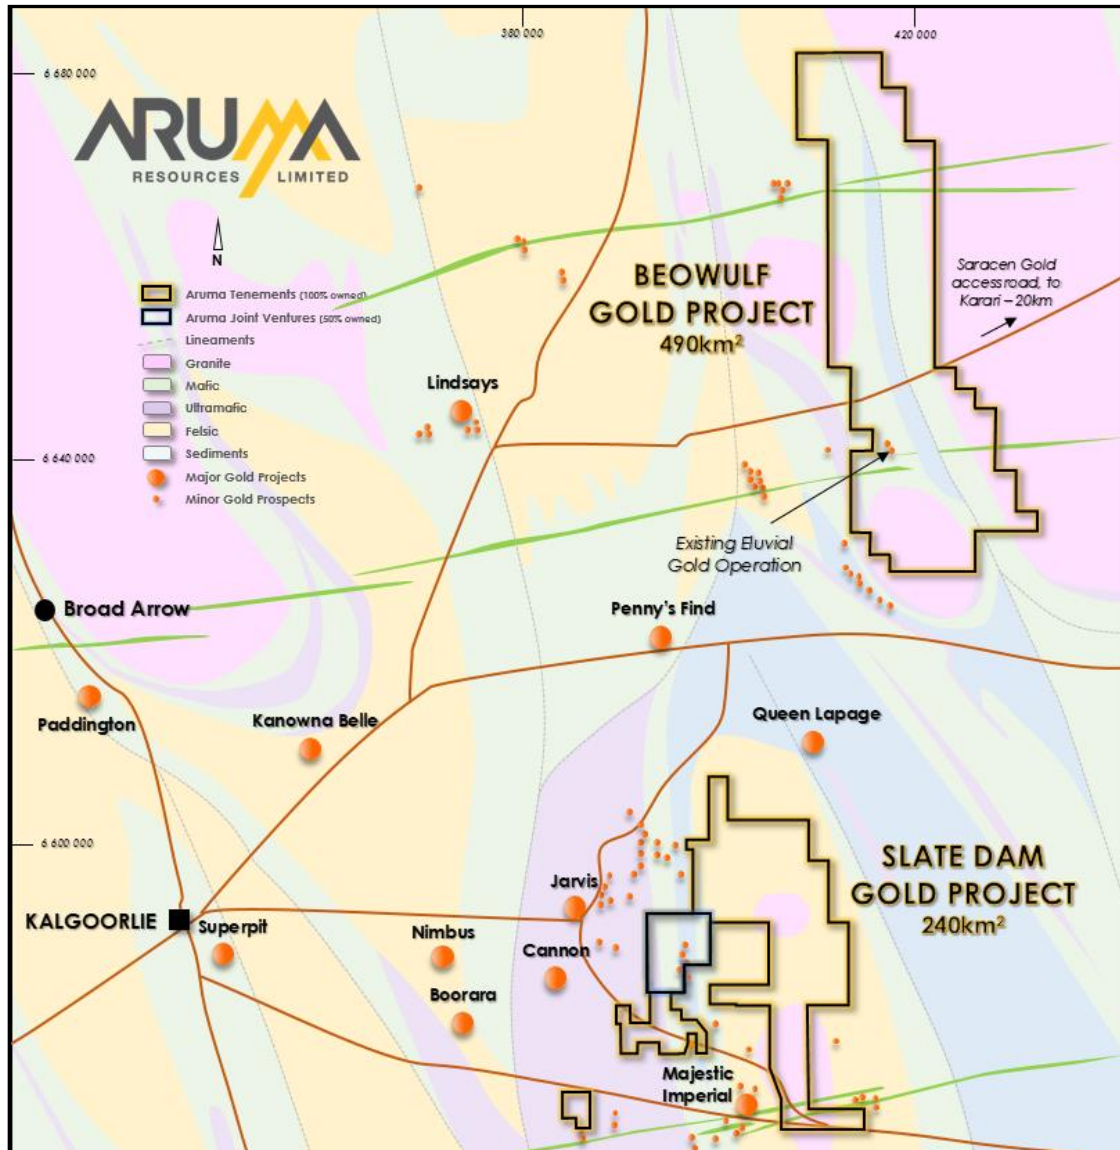 380 000
420 000
6 680 000
ARUMA
RESOURCES LIMITED
N
Aruma Tenements (100% owned)
Aruma Joint Ventures (50% owned)
Lineaments
Granite
Mafic
Ultramafic
Felsic
Sediments
Major Gold Projects
Minor Gold Prospects
BEOWULF
GOLD PROJECT
490km²
Saracen Gold
access road, to
Karari – 20km
Lindsays
6 640 000
Existing Eluvial
Gold Operation
Broad Arrow
Penny's Find
Paddington
Kanowna Belle
Queen Lapage
6 600 000
SLATE DAM
GOLD PROJECT
240km²
Jarvis
KALGOORLIE
Superpit
Nimbus
Cannon
Boorara
Majestic
Imperial